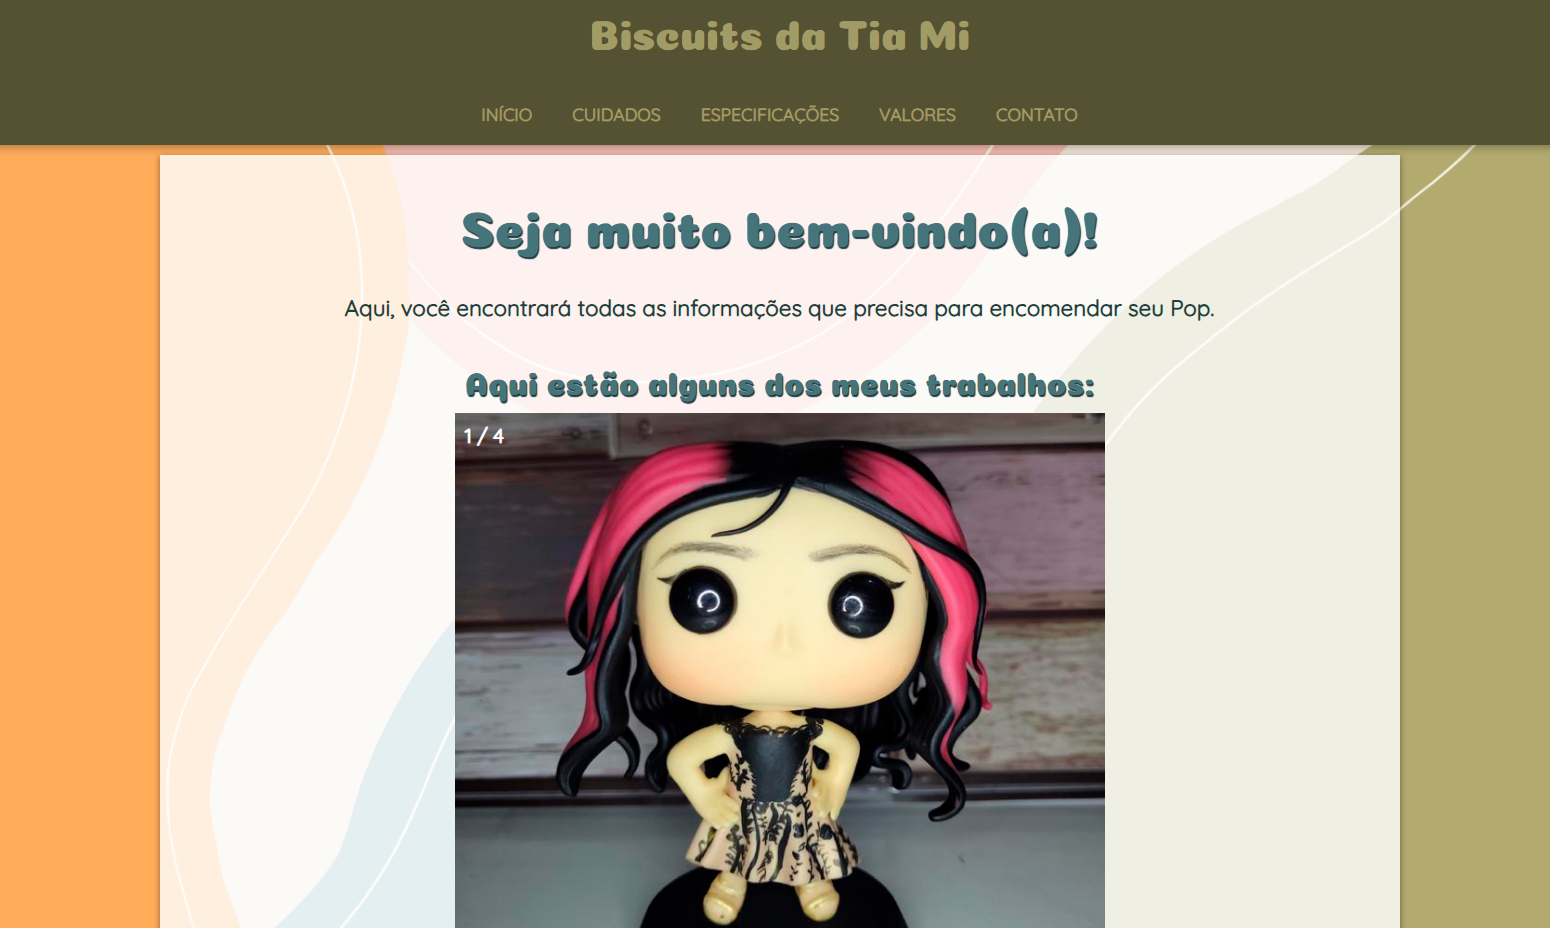 Biscuits da Tia Mi
INÍCIO CUIDADOS ESPECIFICAÇÕES VALORES CONTATO
Seja muito bem-vindo(a)!
Aqui, você encontrará todas as informações que precisa para encomendar seu Pop.
Aqui estão alguns dos meus trabalhos:
1 / 4